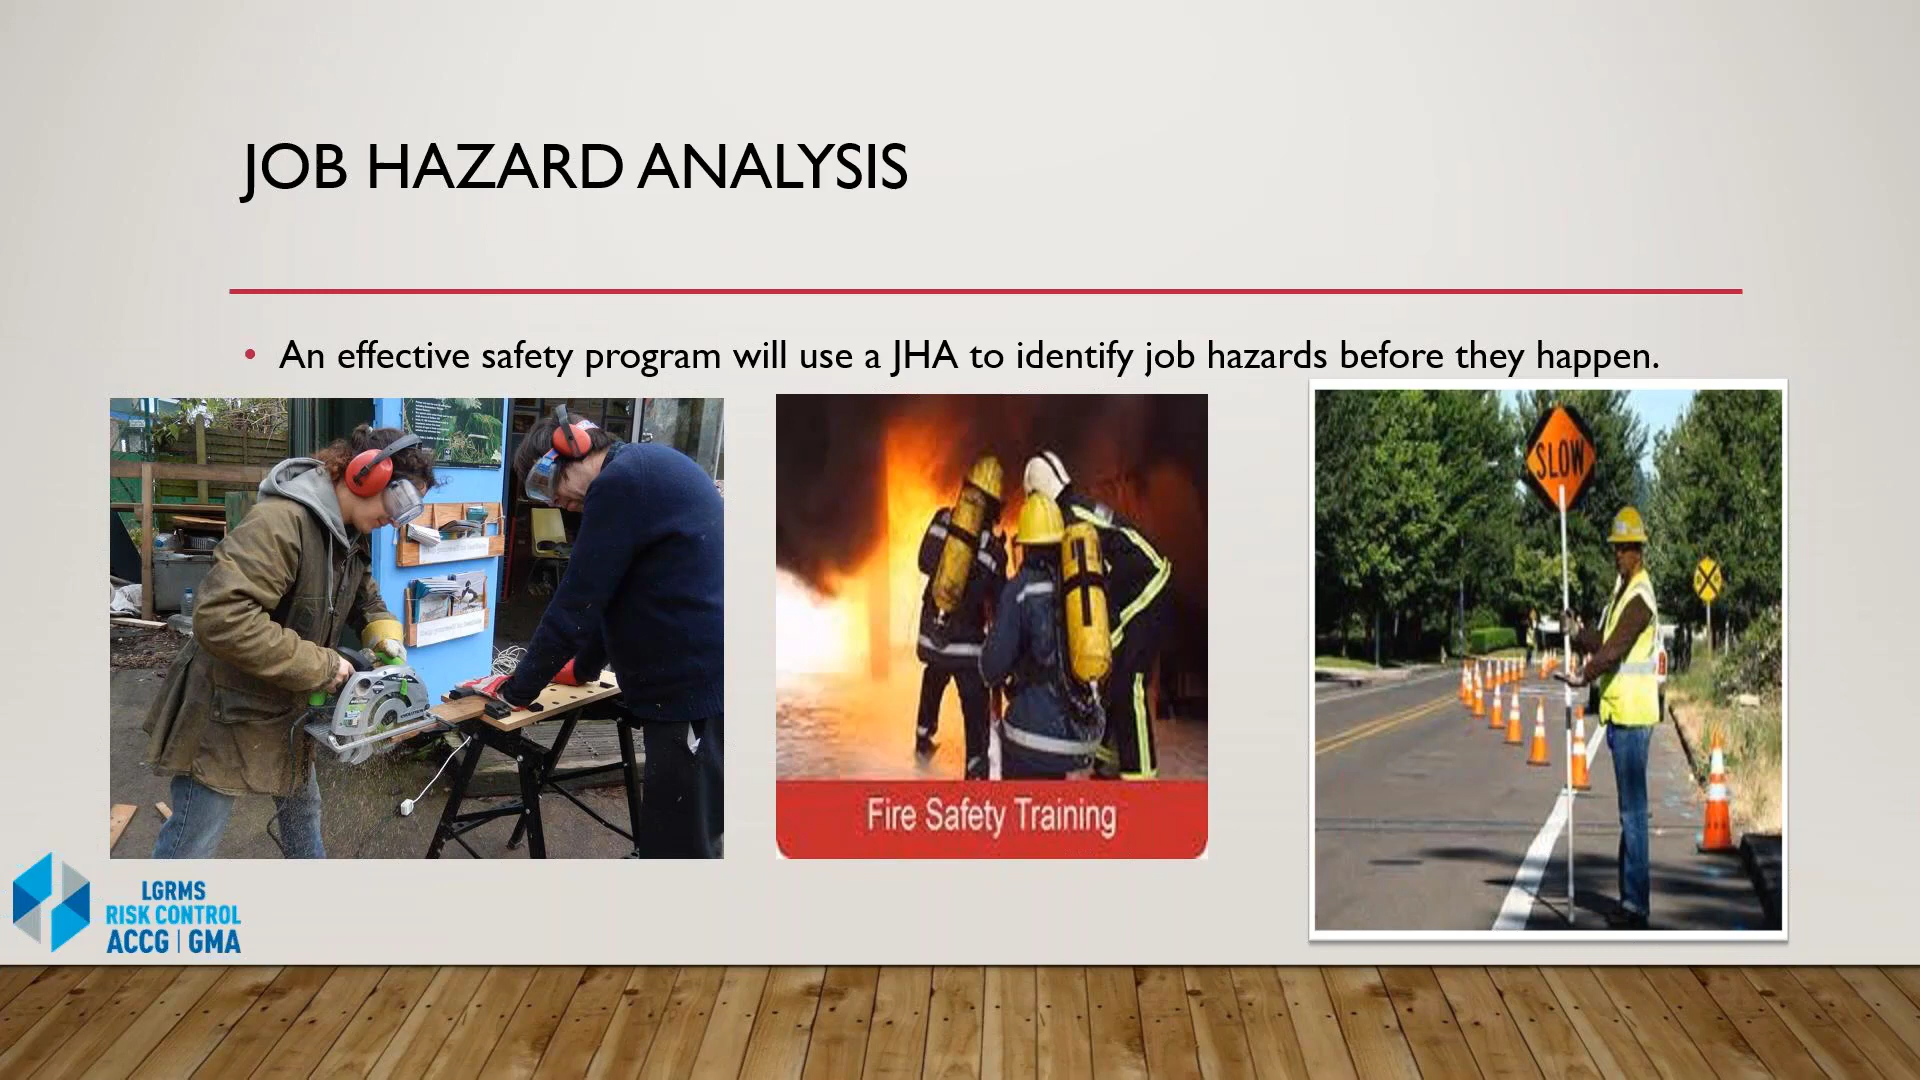 JOB HAZARD ANALYSIS
• An effective safety program will use a JHA to identify job hazards before they happen.
SLOW
Fire Safety Training
LGRMS
RISK CONTROL
ACCG | GMA